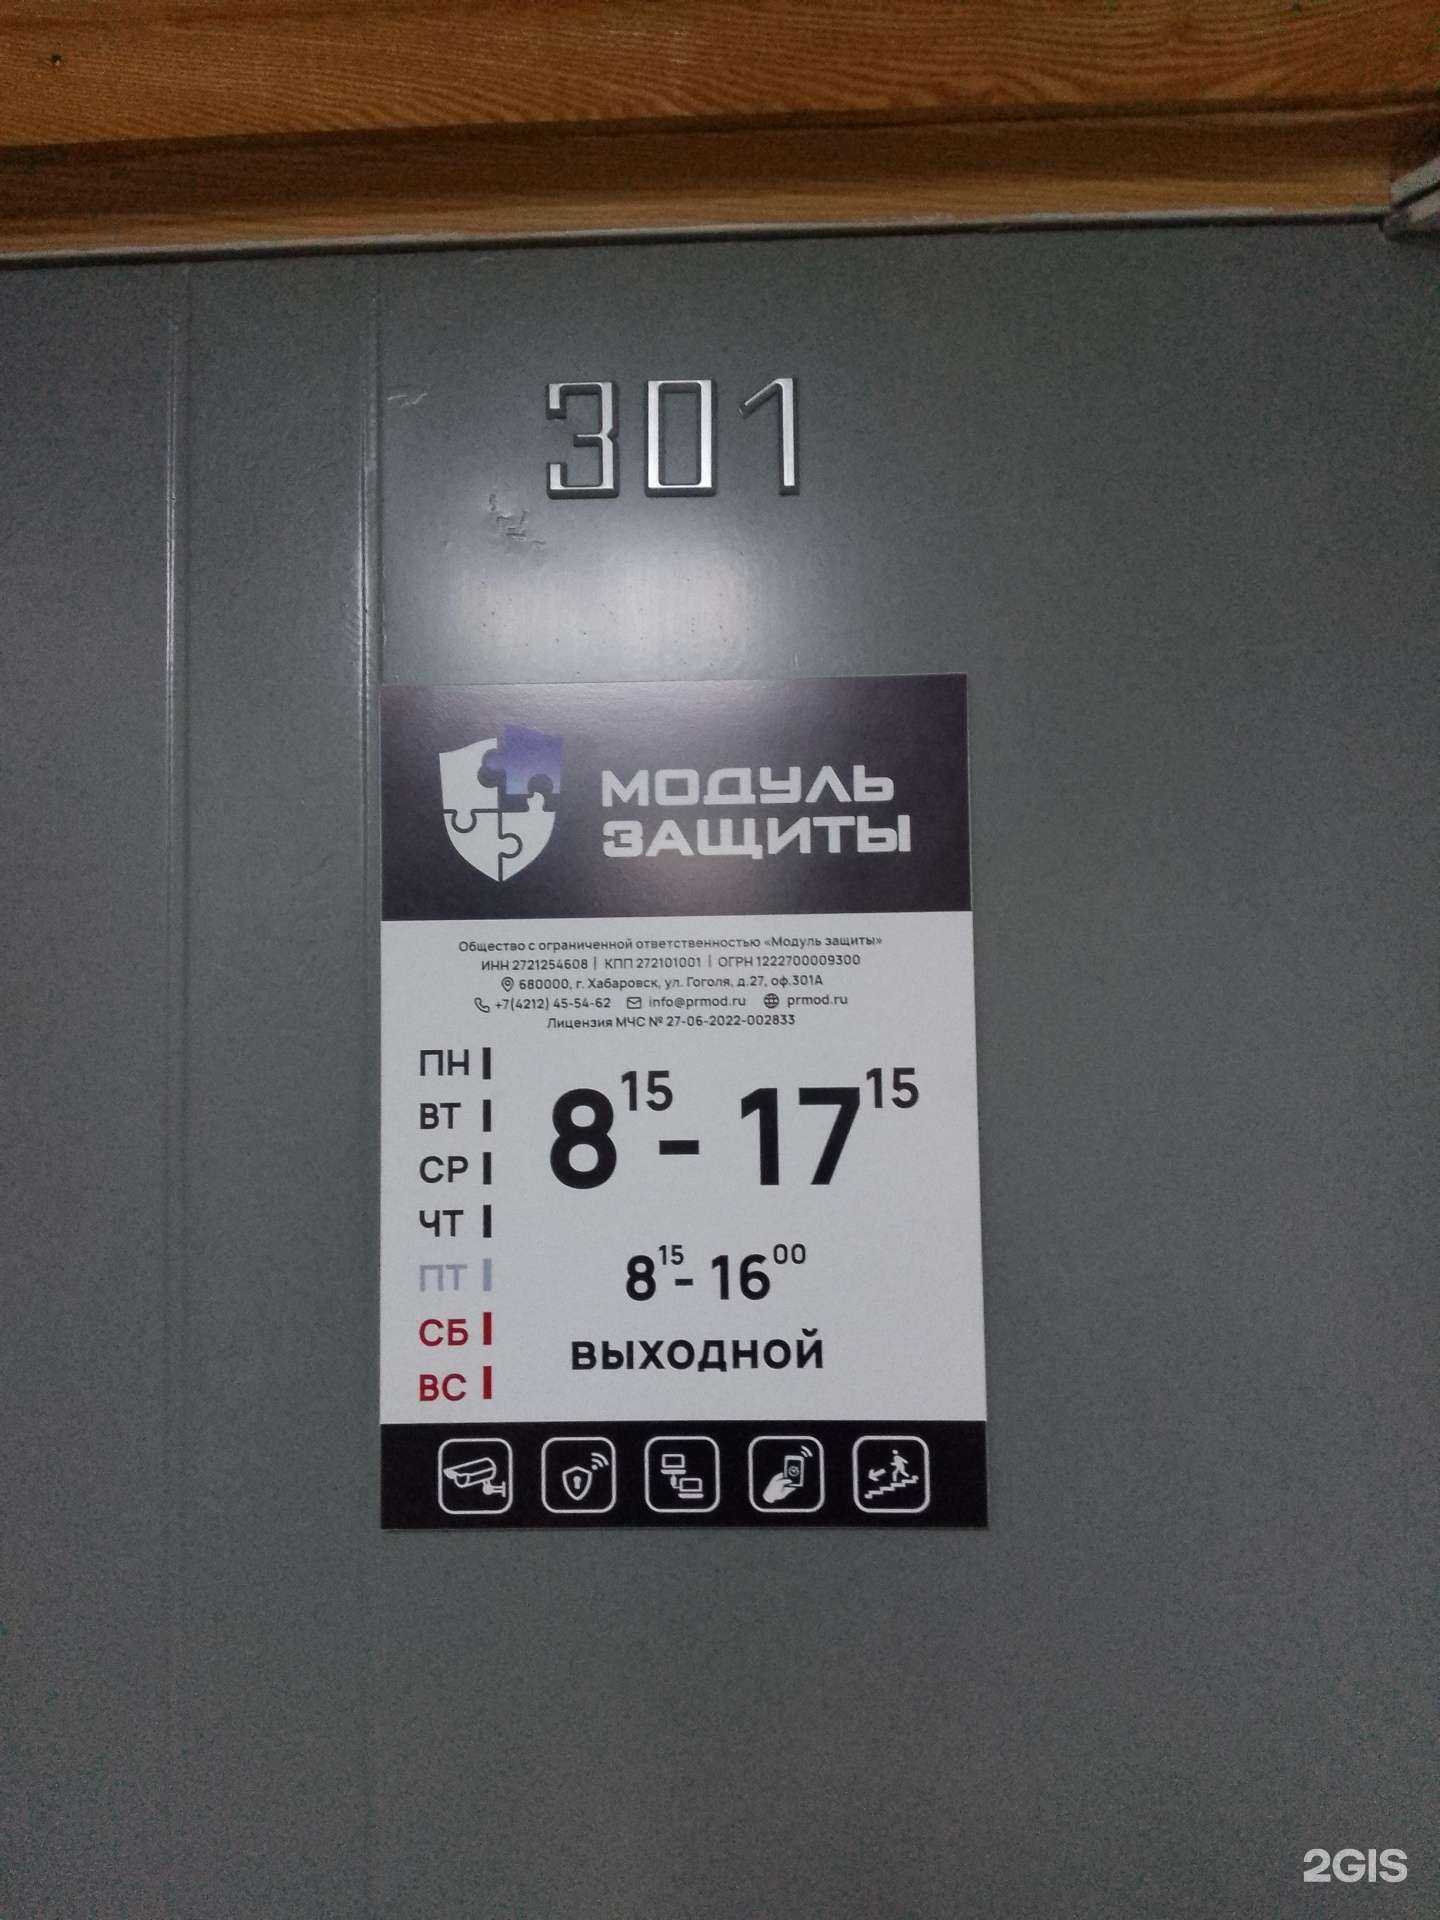 301
МОДУЛЬ
ЗАЩИТЫ
Общество с ограниченной ответственностью «Модуль защиты»
ИНН 2721254608 | КПП 272101001 | ОГРН 1222700009300
680000, г. Хабаровск, ул. Гоголя, д.27, оф.301А
+7(4212) 45-54-62 info@prmod.ru prmod.ru
Лицензия МЧС № 27-06-2022-002833
ПН
ВТ
СР
ЧТ
8¹⁵ - 17¹⁵
ПТ 8¹⁵ - 16⁰⁰
СБ
ВС
ВЫХОДНОЙ
2GIS